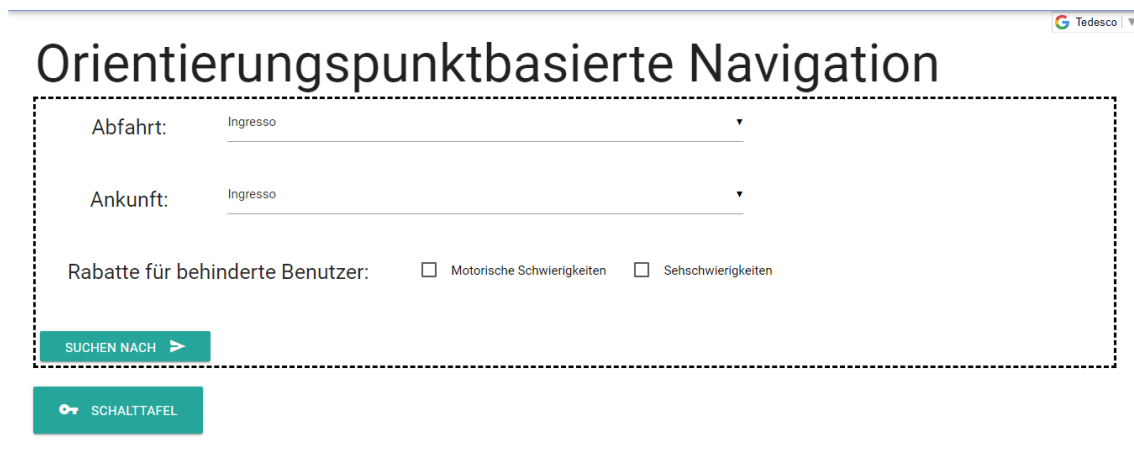 Tedesco
Orientierungspunktbasierte Navigation
Abfahrt: Ingresso
Ankunft: Ingresso
Rabatte für behinderte Benutzer: Motorische Schwierigkeiten Sehschwierigkeiten
SUCHEN NACH
SCHALTTAFEL